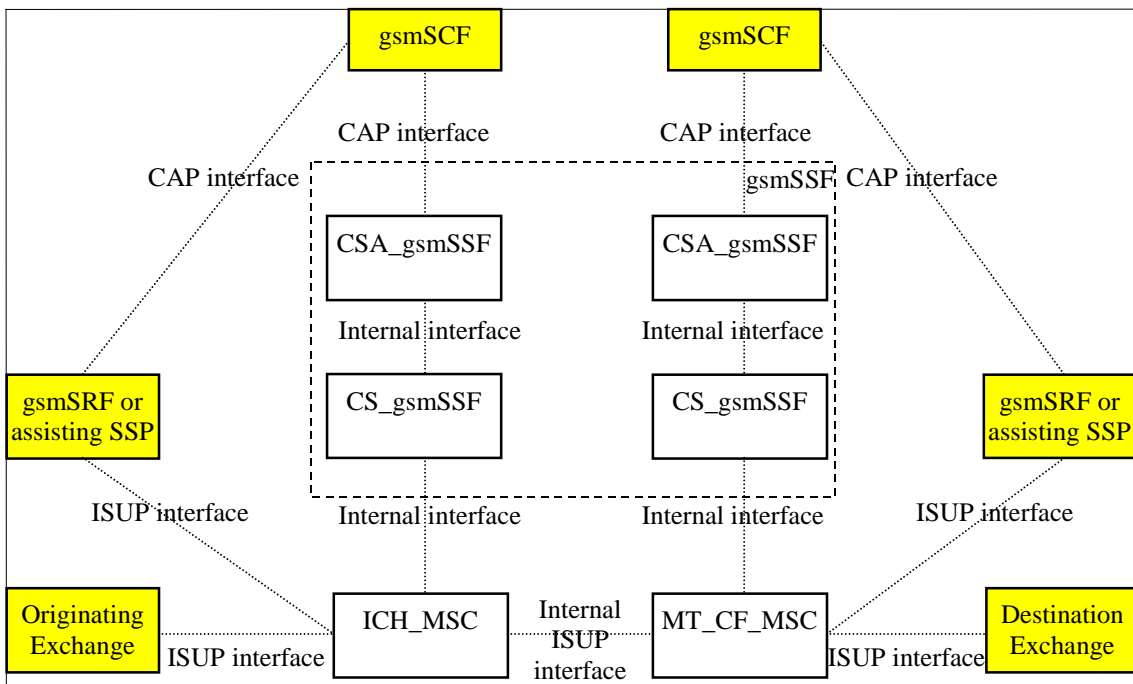 gsmSCF
gsmSCF
CAP interface
CAP interface
CAP interface
gsmSSF
CAP interface
CSA_gsmSSF
CSA_gsmSSF
Internal interface
Internal interface
gsmSRF or
assisting SSP
CS_gsmSSF
CS_gsmSSF
gsmSRF or
assisting SSP
ISUP interface
Internal interface
Internal interface
ISUP interface
Originating
Exchange
ISUP interface
ICH_MSC
Internal
ISUP
interface
MT_CF_MSC
ISUP interface
Destination
Exchange